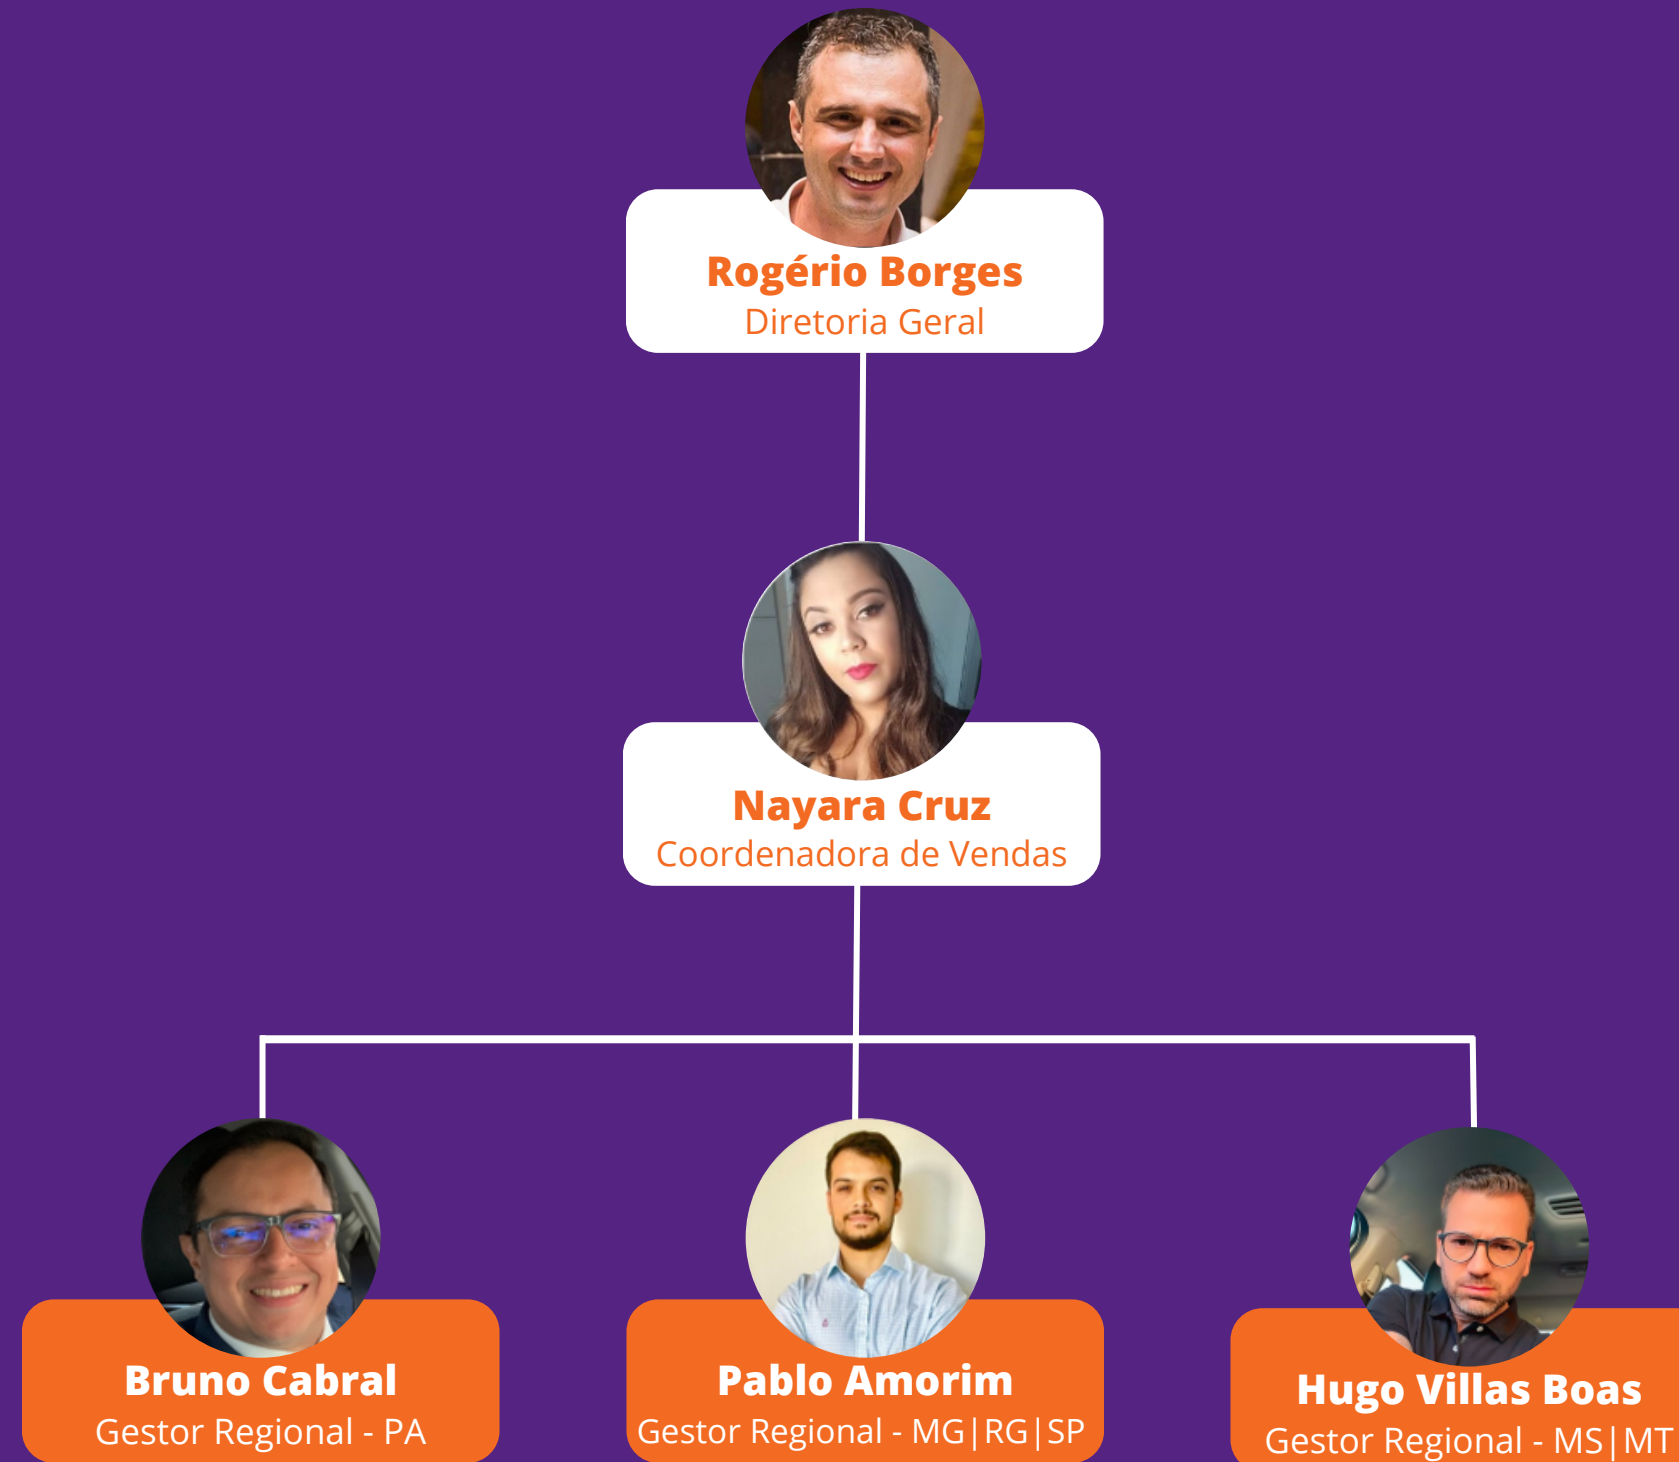 Rogério Borges
Diretoria Geral
Nayara Cruz
Coordenadora de Vendas
Bruno Cabral
Gestor Regional - PA
Pablo Amorim
Gestor Regional - MG|RG|SP
Hugo Villas Boas
Gestor Regional - MS|MT